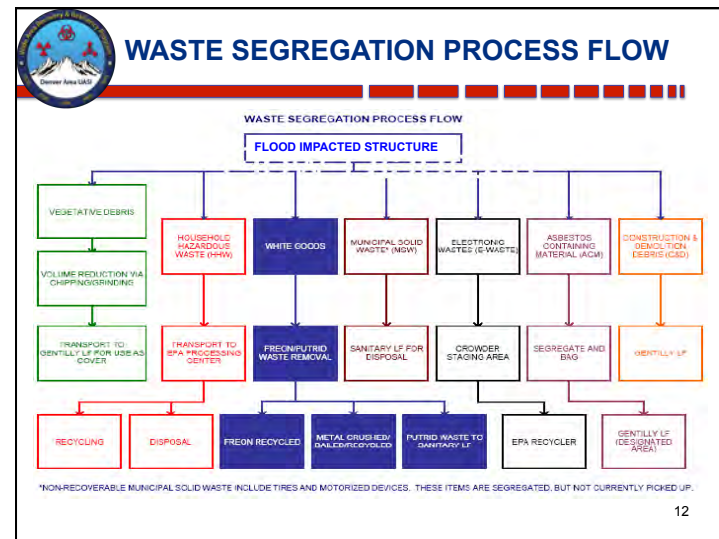 Denver Area UASI
WASTE SEGREGATION PROCESS FLOW
WASTE SEGREGATION PROCESS FLOW
FLOOD IMPACTED STRUCTURE
VEGETATIVE DEBRIS
HOUSEHOLD
HAZARDOUS
WASTE (HHW)
WHITE GOODS
MUNICIPAL SOLID
WASTE* (MSW)
ELECTRONIC
WASTES (E-WASTE)
ASBESTOS
CONTAINING
MATERIAL (ACM)
CONSTRUCTION &
DEMOLITION
DEBRIS (C&D)
VOLUME REDUCTION VIA
CHIPPING/GRINDING
TRANSPORT TO
GENTILLY LF FOR USE AS
COVER
TRANSPORT TO
EPA PROCESSING
CENTER
FREON/PUTRID
WASTE REMOVAL
SANITARY LF FOR
DISPOSAL
CROWDER
STAGING AREA
SEGREGATE AND
BAG
GENTILLY LF
RECYCLING
DISPOSAL
FREON RECYCLED
METAL CRUSHED/
BAILED/RECYCLED
PUTRID WASTE TO
SANITARY LF
EPA RECYCLER
GENTILLY LF
(DESIGNATED
AREA)
*NON-RECOVERABLE MUNICIPAL SOLID WASTE INCLUDE TIRES AND MOTORIZED DEVICES. THESE ITEMS ARE SEGREGATED, BUT NOT CURRENTLY PICKED UP.
12